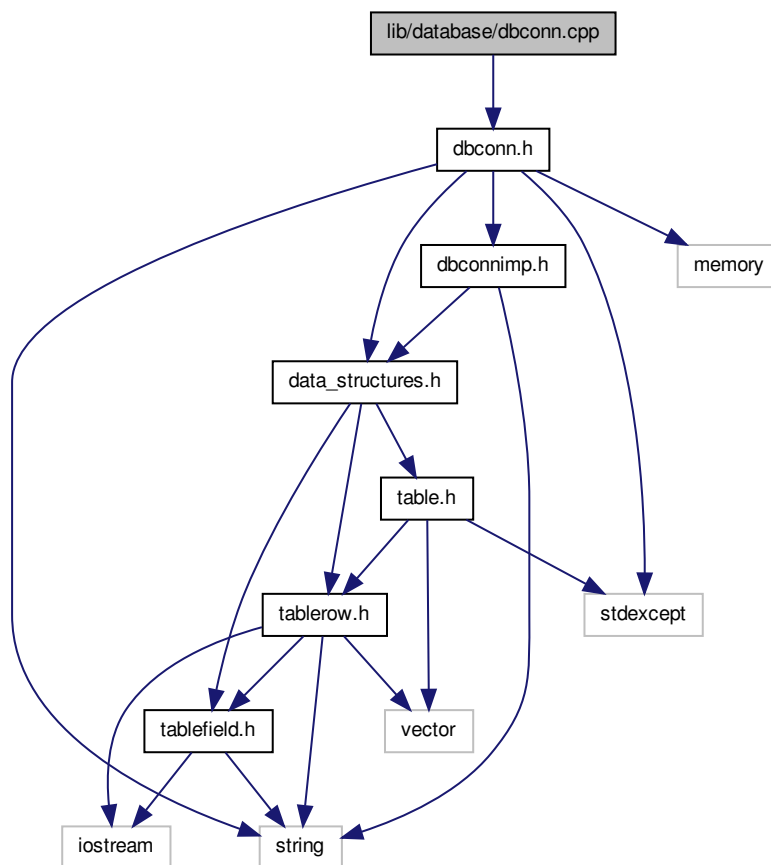 lib/database/dbconn.cpp
dbconn.h
dbconnimp.h
memory
data_structures.h
table.h
tablerow.h
stdexcept
tablefield.h
vector
iostream
string